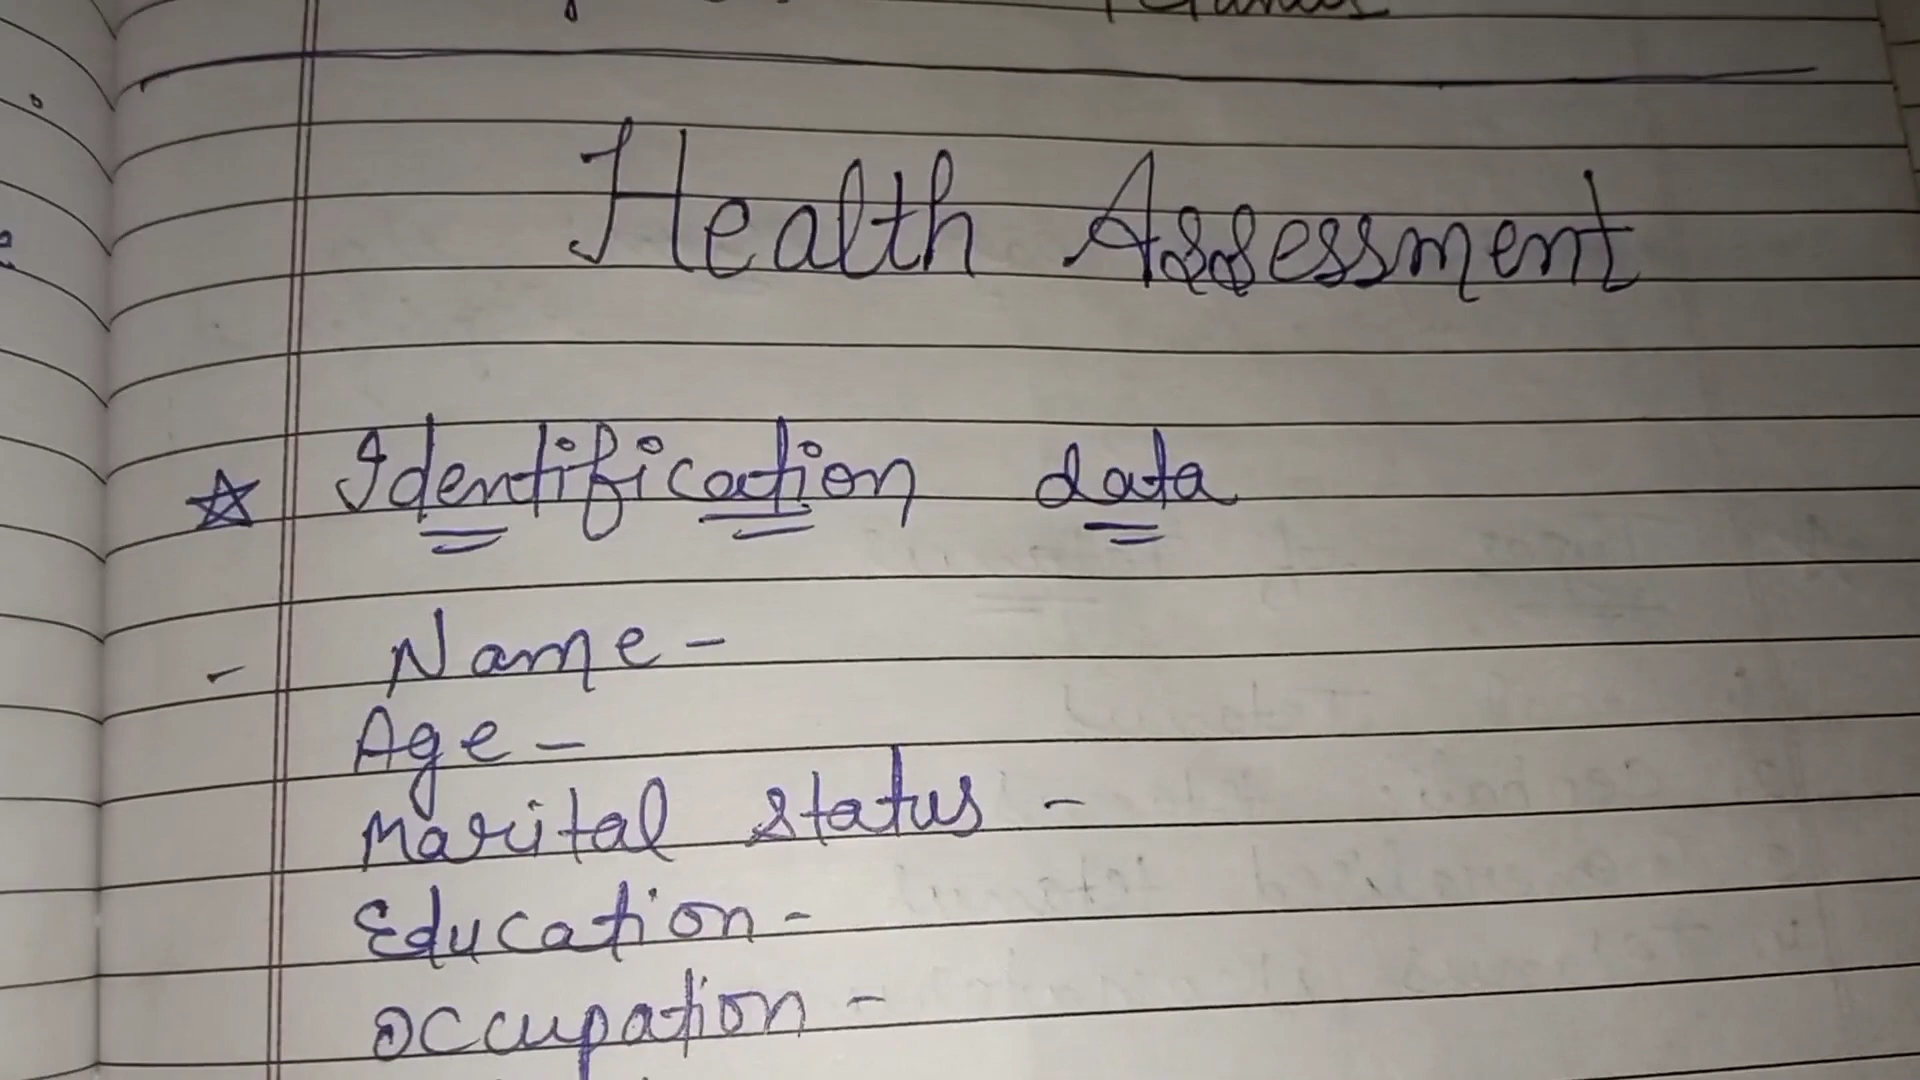 Health Assessment
☆ Identification data
- Name -
Age -
Marital status -
Education -
Occupation -